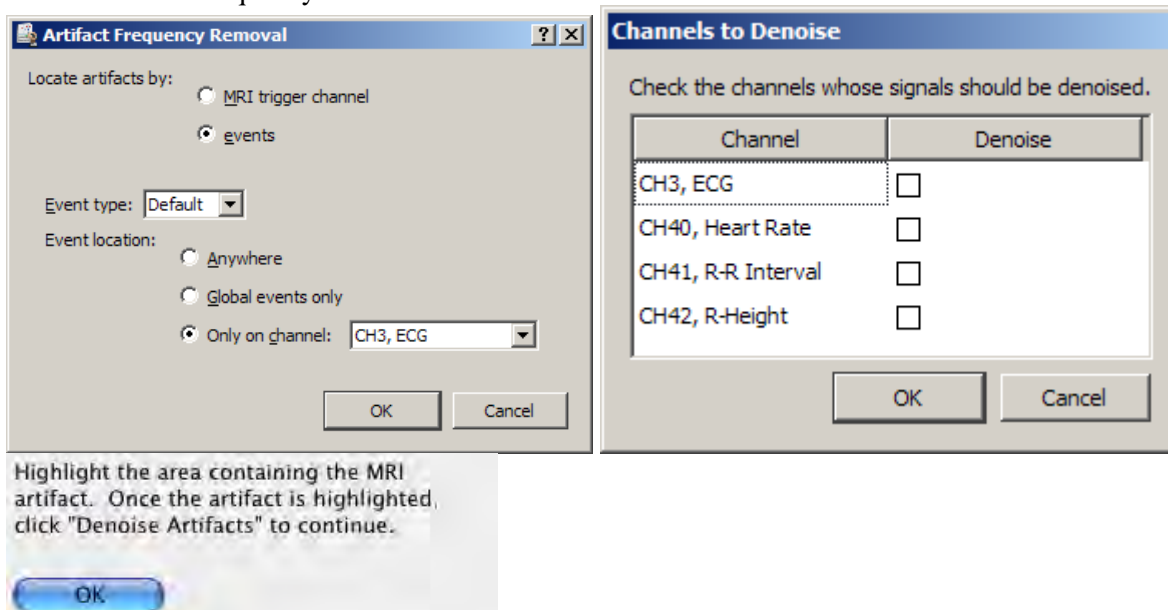 Artifact Frequency Removal
Locate artifacts by:
MRI trigger channel
events
Event type: Default
Event location:
Anywhere
Global events only
Only on channel: CH3, ECG
OK Cancel
Channels to Denoise
Check the channels whose signals should be denoised.
Channel Denoise
CH3, ECG
CH40, Heart Rate
CH41, R-R Interval
CH42, R-Height
OK Cancel
Highlight the area containing the MRI
artifact. Once the artifact is highlighted,
click "Denoise Artifacts" to continue.
OK